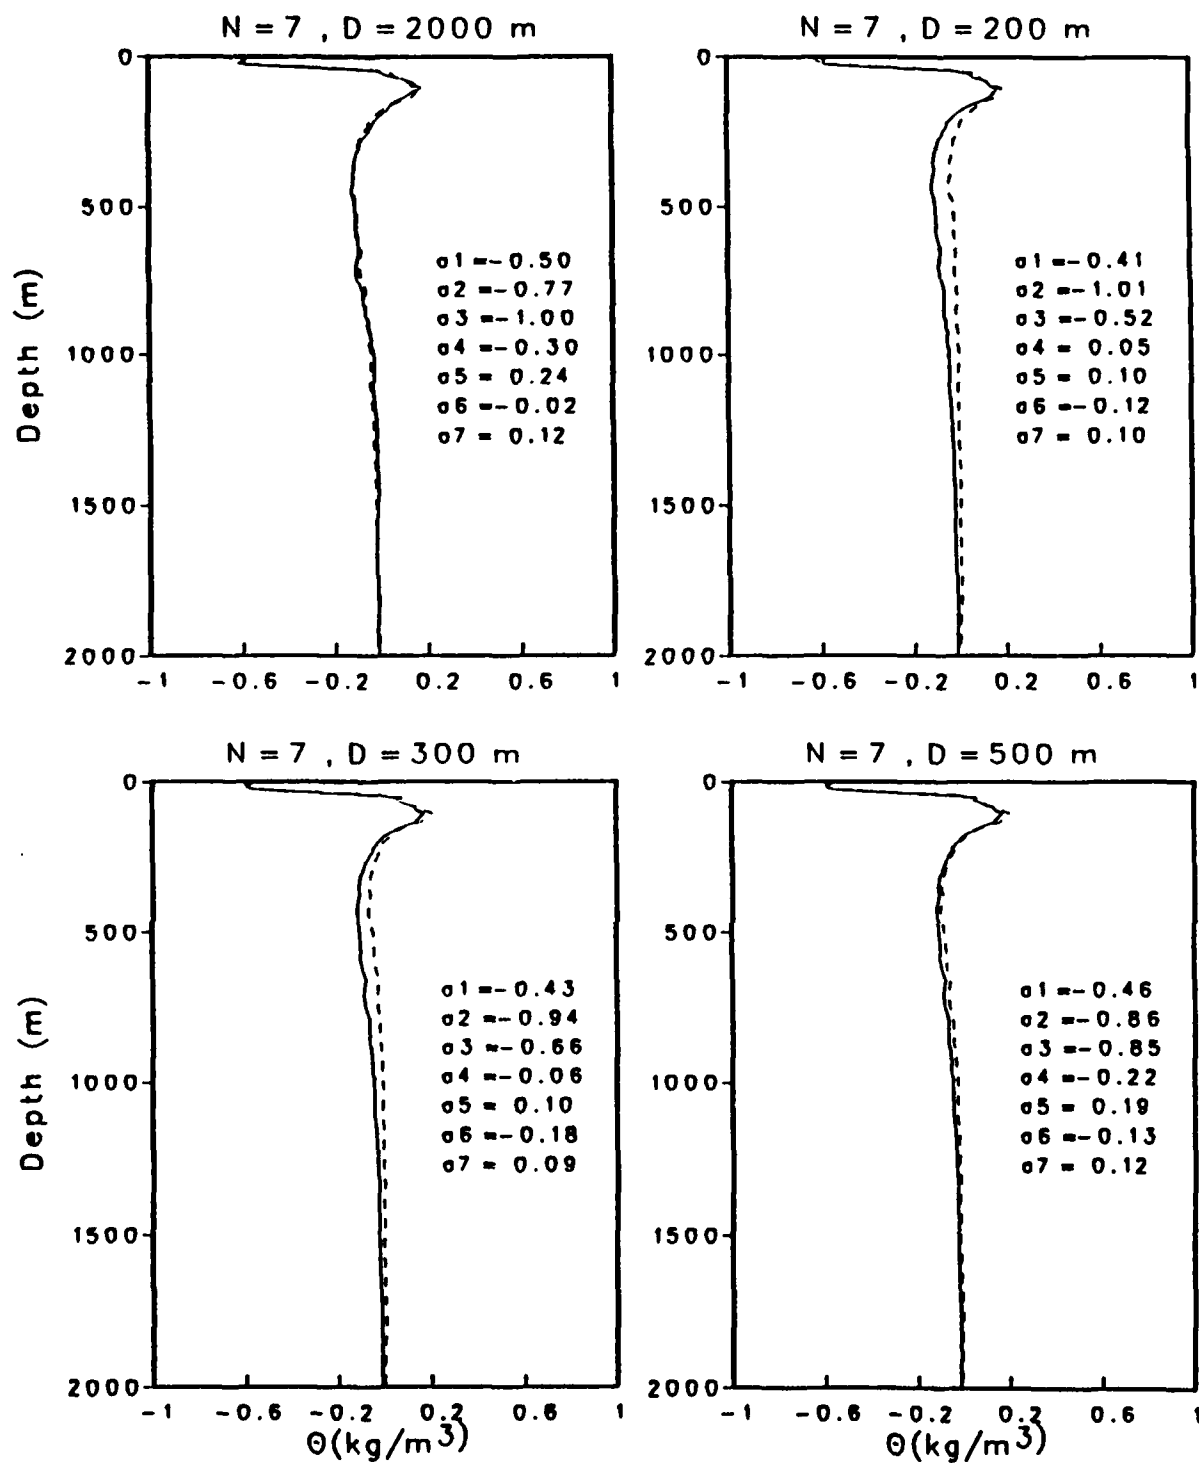 N = 7 , D = 2000 m
0
500
1000
1500
2000
Depth (m)
σ1 =-0.50
σ2 =-0.77
σ3 =-1.00
σ4 =-0.30
σ5 = 0.24
σ6 =-0.02
σ7 = 0.12
-1 -0.6 -0.2 0.2 0.6 1
N = 7 , D = 200 m
0
500
1000
1500
2000
σ1 =-0.41
σ2 =-1.01
σ3 =-0.52
σ4 = 0.05
σ5 = 0.10
σ6 =-0.12
σ7 = 0.10
-1 -0.6 -0.2 0.2 0.6 1
N = 7 , D = 300 m
0
500
1000
1500
2000
Depth (m)
σ1 =-0.43
σ2 =-0.94
σ3 =-0.66
σ4 =-0.06
σ5 = 0.10
σ6 =-0.18
σ7 = 0.09
-1 -0.6 -0.2 0.2 0.6 1
Θ(kg/m³)
N = 7 , D = 500 m
0
500
1000
1500
2000
σ1 =-0.46
σ2 =-0.86
σ3 =-0.85
σ4 =-0.22
σ5 = 0.19
σ6 =-0.13
σ7 = 0.12
-1 -0.6 -0.2 0.2 0.6 1
Θ(kg/m³)